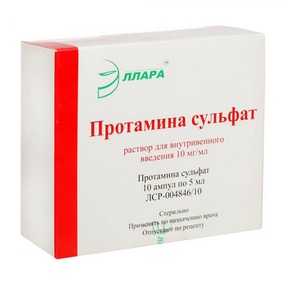 ЭЛЛАРА™
Протамина сульфат
раствор для внутривенного
введения 10 мг/мл
Протамина сульфат
10 ампул по 5 мл
ЛСР-004846/10
Стерильно
Применять по назначению врача
Отпускают по рецепту